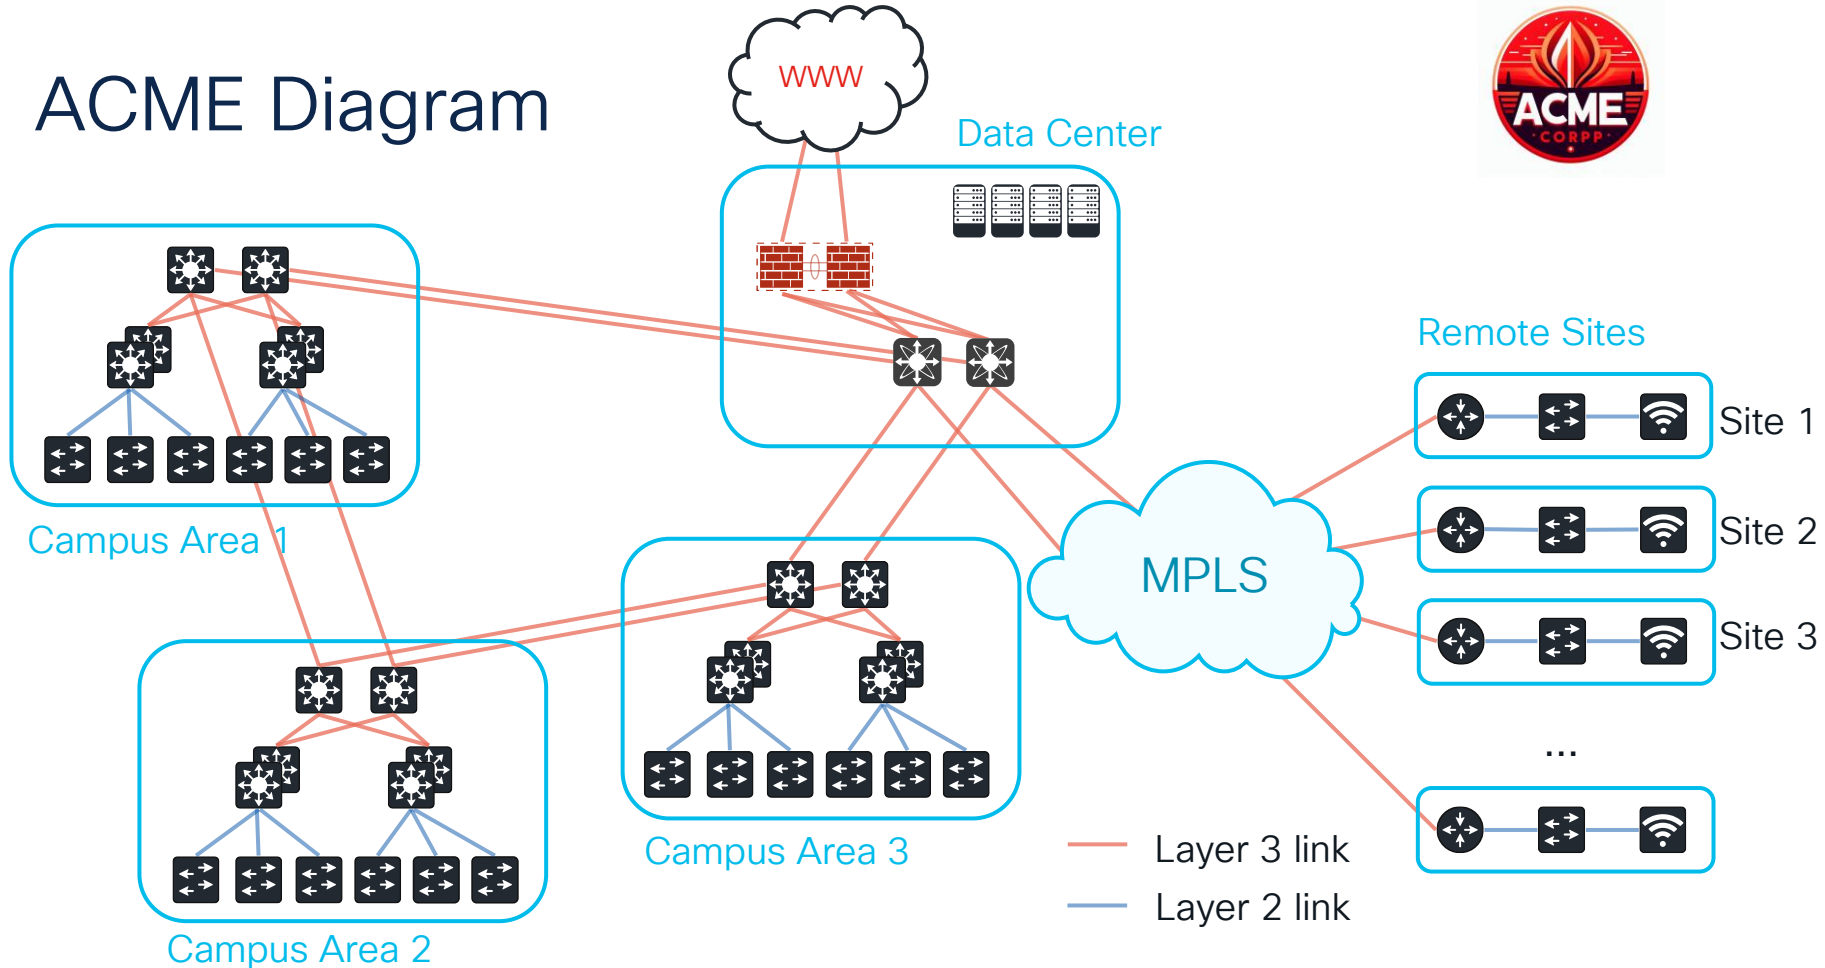 ACME Diagram
WWW
Data Center
ACME
CORPP
Remote Sites
Site 1
Site 2
Site 3
...
Campus Area 1
MPLS
Campus Area 3
Campus Area 2
Layer 3 link
Layer 2 link